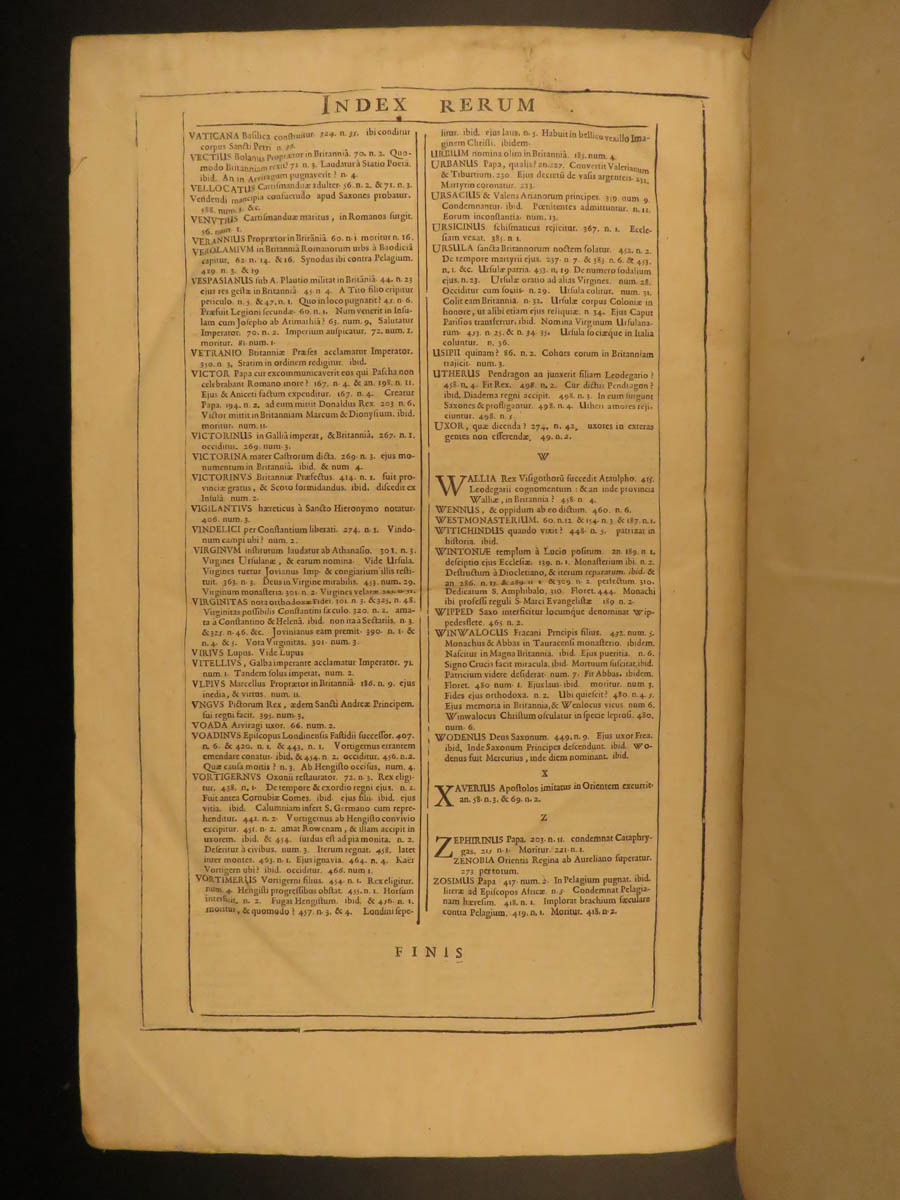 INDEX RERUM
VATICANA Basilica conſtruitur. 324. n. 35. ibi conditur
corpus Sancti Petri n. 36.
VECTIUS Bolanus Proprætor in Britanniâ. 70. n. 2. Quo-
modo Britanniam rexit? 71 n. 3. Laudatur à Statio Poëtâ.
ibid. An in Arviragum pugnaverit? n. 4.
VELLOCATUS Cartiſmanduæ adulter. 56. n. 2. & 71. n. 3.
Vendendi mancipia conſuetudo apud Saxones probatur.
588. num. &c.
VENVTIUS Cartiſmanduæ maritus, in Romanos ſurgit.
56. num. 1.
VERANNIUS Proprætor in Britāniâ 60. n. 1 moritur n. 16.
VEROLAMIVM in Britanniâ Romanorum urbs à Baodiciâ
capitur, 62. n. 14. & 16. Synodus ibi contra Pelagium.
419. n. 3. & 19
VESPASIANUS ſub A. Plautio militat in Britāniâ. 44. n. 23
ejus res geſtæ in Britanniâ. 45 n. 4. A Tito filio eripitur
periculo. n. 5. & 47. n. 1. Quo in loco pugnatit? 45. n. 6.
Præfuit Legioni ſecundæ. 60. n. 1. Num venerit in Inſu-
lam cum Joſepho ab Arimathiâ? 63. num. 9, Salutatur
Imperator. 70. n. 2. Imperium auſpicatur. 72. num. 1.
moritur. 81. num. 1.
VETRANIO Britanniæ Præſes acclamatur Imperator.
350. n 3, Statim in ordinem redigitur. ibid.
VICTOR Papa cur excommunicaverit eos qui Paſcha non
celebrabant Romano more? 167. n. 4. & an. 198. n. 11.
Ejus & Aniceti factum expenditur. 167. n. 4. Creatur
Papa. 194. n. 2. ad eum mittit Donaldus Rex. 203 n. 6.
Victor mittit in Britanniam Marcum & Dionyſium. ibid.
moritur. num. 11.
VICTORINUS in Galliâ imperat, & Britanniâ. 267. n. 1.
occiditur. 269. num. 3.
VICTORINA mater Caſtrorum dicta. 269. n. 3. ejus mo-
numentum in Britanniâ. ibid. & num. 4.
VICTORINVS Britanniæ Præfectus. 414. n. 1. fuit pro-
vinciæ gratus, & Scoto formidandus. ibid. diſcedit ex
Inſulâ num. 2.
VIGILANTIVS hæreticus à Sancto Hieronymo notatur.
406. num. 3.
VINDELICI per Conſtantium liberati. 274. n. 1. Vindo-
num campi ubi? num. 2.
VIRGINVM inſtitutum laudatur ab Athanaſio. 301. n. 3.
Virgines Urſulanæ, & earum nomina. Vide Urſula.
Virgines tuetur Jovianus Imp. & congiarium illis reſti-
tuit. 363. n. 3. Deus in Virgine mirabilis. 453. num. 29.
Virginum monaſteria 301. n. 2. Virgines velatæ
VIRGINITAS nota orthodoxæ Fidei. 301. n. 3. & 323. n. 48.
Virginitas poſſibilis Conſtantini ſæculo. 320. n. 2. ama-
ta à Conſtantino & Helenâ. ibid. non ita à Sectariis. n. 3.
& 325. n. 46. &c. Jovinianus eam premit. 390. n. 1. &
n. 4. & 5. Vota Virginitas. 301. num. 3.
VIRIUS Lupus. Vide Lupus
VITELLIVS, Galba imperante acclamatur Imperator. 71
num. 1. Tandem ſolus imperat, num. 2.
VLPIVS Marcellus Proprætor in Britanniâ. 186. n. 9. ejus
inedia, & virtus. num. 11.
VNGVS Pictorum Rex, ædem Sancti Andreæ Principem.
ſui regni facit. 395. num. 3.
VOADA Arviragi uxor. 66. num. 2.
VOADINVS Epiſcopus Londinenſis Faſtidii ſucceſſor. 407.
n. 6. & 420. n. 1. & 443. n. 1. Vortigernus errantem
emendare conatur. ibid. & 454. n. 2. occiditur. 456. n. 2.
Quæ cauſa mortis? n. 3. Ab Hengiſto occiſus, num. 4.
VORTIGERNVS Oxonii reſtaurator. 72. n. 3. Rex eligi-
tur. 438. n. 1. De tempore & exordio regni ejus. n. 2.
Fuit antea Cornubiæ Comes. ibid. ejus filii. ibid. ejus
vitia. ibid. Calumniam infert S. Germano cum repre-
henditur. 442. n. 2. Vortigernus ab Hengiſto convivio
excipitur. 451. n. 2. amat Rowenam, & illam accipit in
uxorem. ibid. & 454. ſurdus eſt ad pia monita. n. 2.
Deſeritur à civibus. num. 3. Iterum regnat. 458. latet
inter montes. 463. n. 1. Ejus ignavia. 464. n. 4. Kaër
Vortigern ubi? ibid. occiditur. 466. num 1.
VORTIMERUS Vortigerni filius. 454. n. 1. Rex eligitur.
num. 4. Hengiſti progreſſibus obſtat. 455. n. 1. Horſum
interficit, n. 2. Fugat Hengiſtum. ibid. & 456. n. 1.
moritur, & quomodo? 457. n. 3. & 4. Londini ſepe-
litur. ibid. ejus laus. n. 5. Habuit in bellico vexillo Ima-
ginem Chriſti. ibidem.
URBIUM nomina olim in Britanniâ. 183. num. 4.
URBANUS Papa, qualis? an. 227. Convertit Valerianum
& Tiburtium. 230. Ejus decretū de vaſis argenteis. 231.
Martyrio coronatur. 233.
URSACIUS & Valens Arianorum principes. 339 num. 9.
Condemnantur. ibid. Pœnitentes admittuntur. n. 11.
Eorum inconſtantia. num. 13.
URSICINUS ſchiſmaticus rejicitur. 367. n. 1. Eccle-
ſiam vexat. 385. n. 1.
URSULA ſancta Britannorum noctem ſolatur. 452. n. 2.
De tempore martyrii ejus. 237. n 7. & 383. n. 6. & 453.
n. 1. &c. Urſulæ patria. 453. n. 19. De numero ſodalium
ejus. n. 23. Urſulæ oratio ad alias Virgines. num. 28.
Occiditur cum ſociis. n. 29. Urſula colitur. num. 31.
Colit eam Britannia. n. 32. Urſulæ corpus Coloniæ in
honore, ut alibi etiam ejus reliquiæ. n 34. Ejus Caput
Pariſios transfertur. ibid. Nomina Virginum Urſulana-
rum. 453. n. 25. & n. 34. 35. Urſula ſociæque in Italia
coluntur. n. 36.
USIPII quinam? 86. n. 2. Cohors eorum in Britanniam
trajicit. num. 3.
UTHERUS Pendragon an junxerit filiam Leodegario?
458. n. 4. Fit Rex. 498. n. 2. Cur dictus Pendragon?
ibid. Diadema regni accipit. 498. n. 3. In eum ſurgunt
Saxones & profligantur. 498. n. 4. Utheri amores reji-
ciuntur. 498. n. 5.
UXOR, quæ dicenda? 274. n. 42. uxores in exteras
gentes non efferendæ. 49. n. 2.
W
WALLIA Rex Viſigothorū ſuccedit Ataulpho. 415.
Leodegarii cognomentum: & an inde provincia
Walliæ, in Britannia? 458. n 4.
WENNUS, & oppidum ab eo dictum. 460. n. 6.
WESTMONASTERIUM. 60. n. 12. & 154. n. 3. & 187. n. 1.
WITICHINDUS quando vixit? 448. n. 5. patrizat in
hiſtoria. ibid.
WINTONIÆ templum à Lucio poſitum. an 189. n. 1.
deſcriptio ejus Eccleſiæ. 139. n. 1. Monaſterium ibi. n. 2.
Deſtructum à Diocletiano, & iterum reparatum. ibid. &
an 286. n. 13. & 289. n. 1. & 309. n. 2. perfectum. 310.
Dedicatum S. Amphibalo, 310. Floret. 444. Monachi
ibi profeſſi reguli S. Marci Evangeliſtæ 189 n. 2.
WIPPED Saxo interficitur locumque denominat Wip-
pedesflete. 465. n. 2.
WINWALOCUS Fracani Prncipis filius. 472. num. 5.
Monachus & Abbas in Tauracenſi monaſterio. ibidem.
Naſcitur in Magna Britannia. ibid. Ejus pueritia. n. 6.
Signo Crucis facit miracula. ibid. Mortuum ſuſcitat. ibid.
Patricium videre deſiderat. num. 7. Fit Abbas. ibidem.
Floret. 480 num. 1. Ejus laus ibid. moritur. num 3.
Fides ejus orthodoxa. n. 2. Ubi quieſcit? 480. n. 4. 5.
Ejus memoria in Britannia, & Wenlocus vicus num 6.
Winwalocus Chriſtum oſculatur in ſpecie leproſi. 480.
num. 6.
WODENUS Deus Saxonum. 449. n. 9. Ejus uxor Frea.
ibid. Inde Saxonum Principes deſcendunt. ibid. Wo-
denus fuit Mercurius, inde diem nominant. ibid.
X
XAVERIUS Apoſtolos imitatus in Orientem excurrit.
an. 58. n. 3. & 69. n. 2.
Z
ZEPHIRINUS Papa. 203. n. 11. condemnat Cataphry-
gas, 211. n. 1. Moritur. 221. n. 1.
ZENOBIA Orientis Regina ab Aureliano ſuperatur.
273 per totum.
ZOSIMUS Papa 417. num. 2. In Pelagium pugnat. ibid.
literæ ad Epiſcopos Africæ. n. 3. Condemnat Pelagia-
nam hæreſim. 418. n. 1. Implorat brachium ſæculare
contra Pelagium. 419. n. 1. Moritur. 418. n. 2.
FINIS